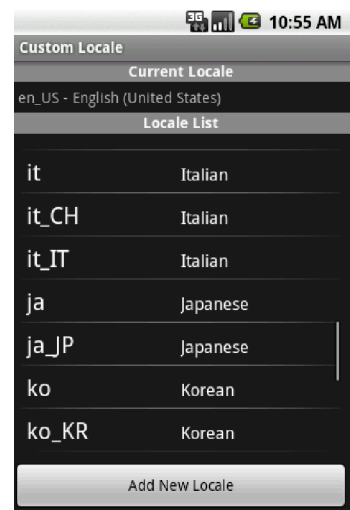 3G 10:55 AM
Custom Locale
Current Locale
en_US - English (United States)
Locale List
it Italian
it_CH Italian
it_IT Italian
ja Japanese
ja_JP Japanese
ko Korean
ko_KR Korean
Add New Locale